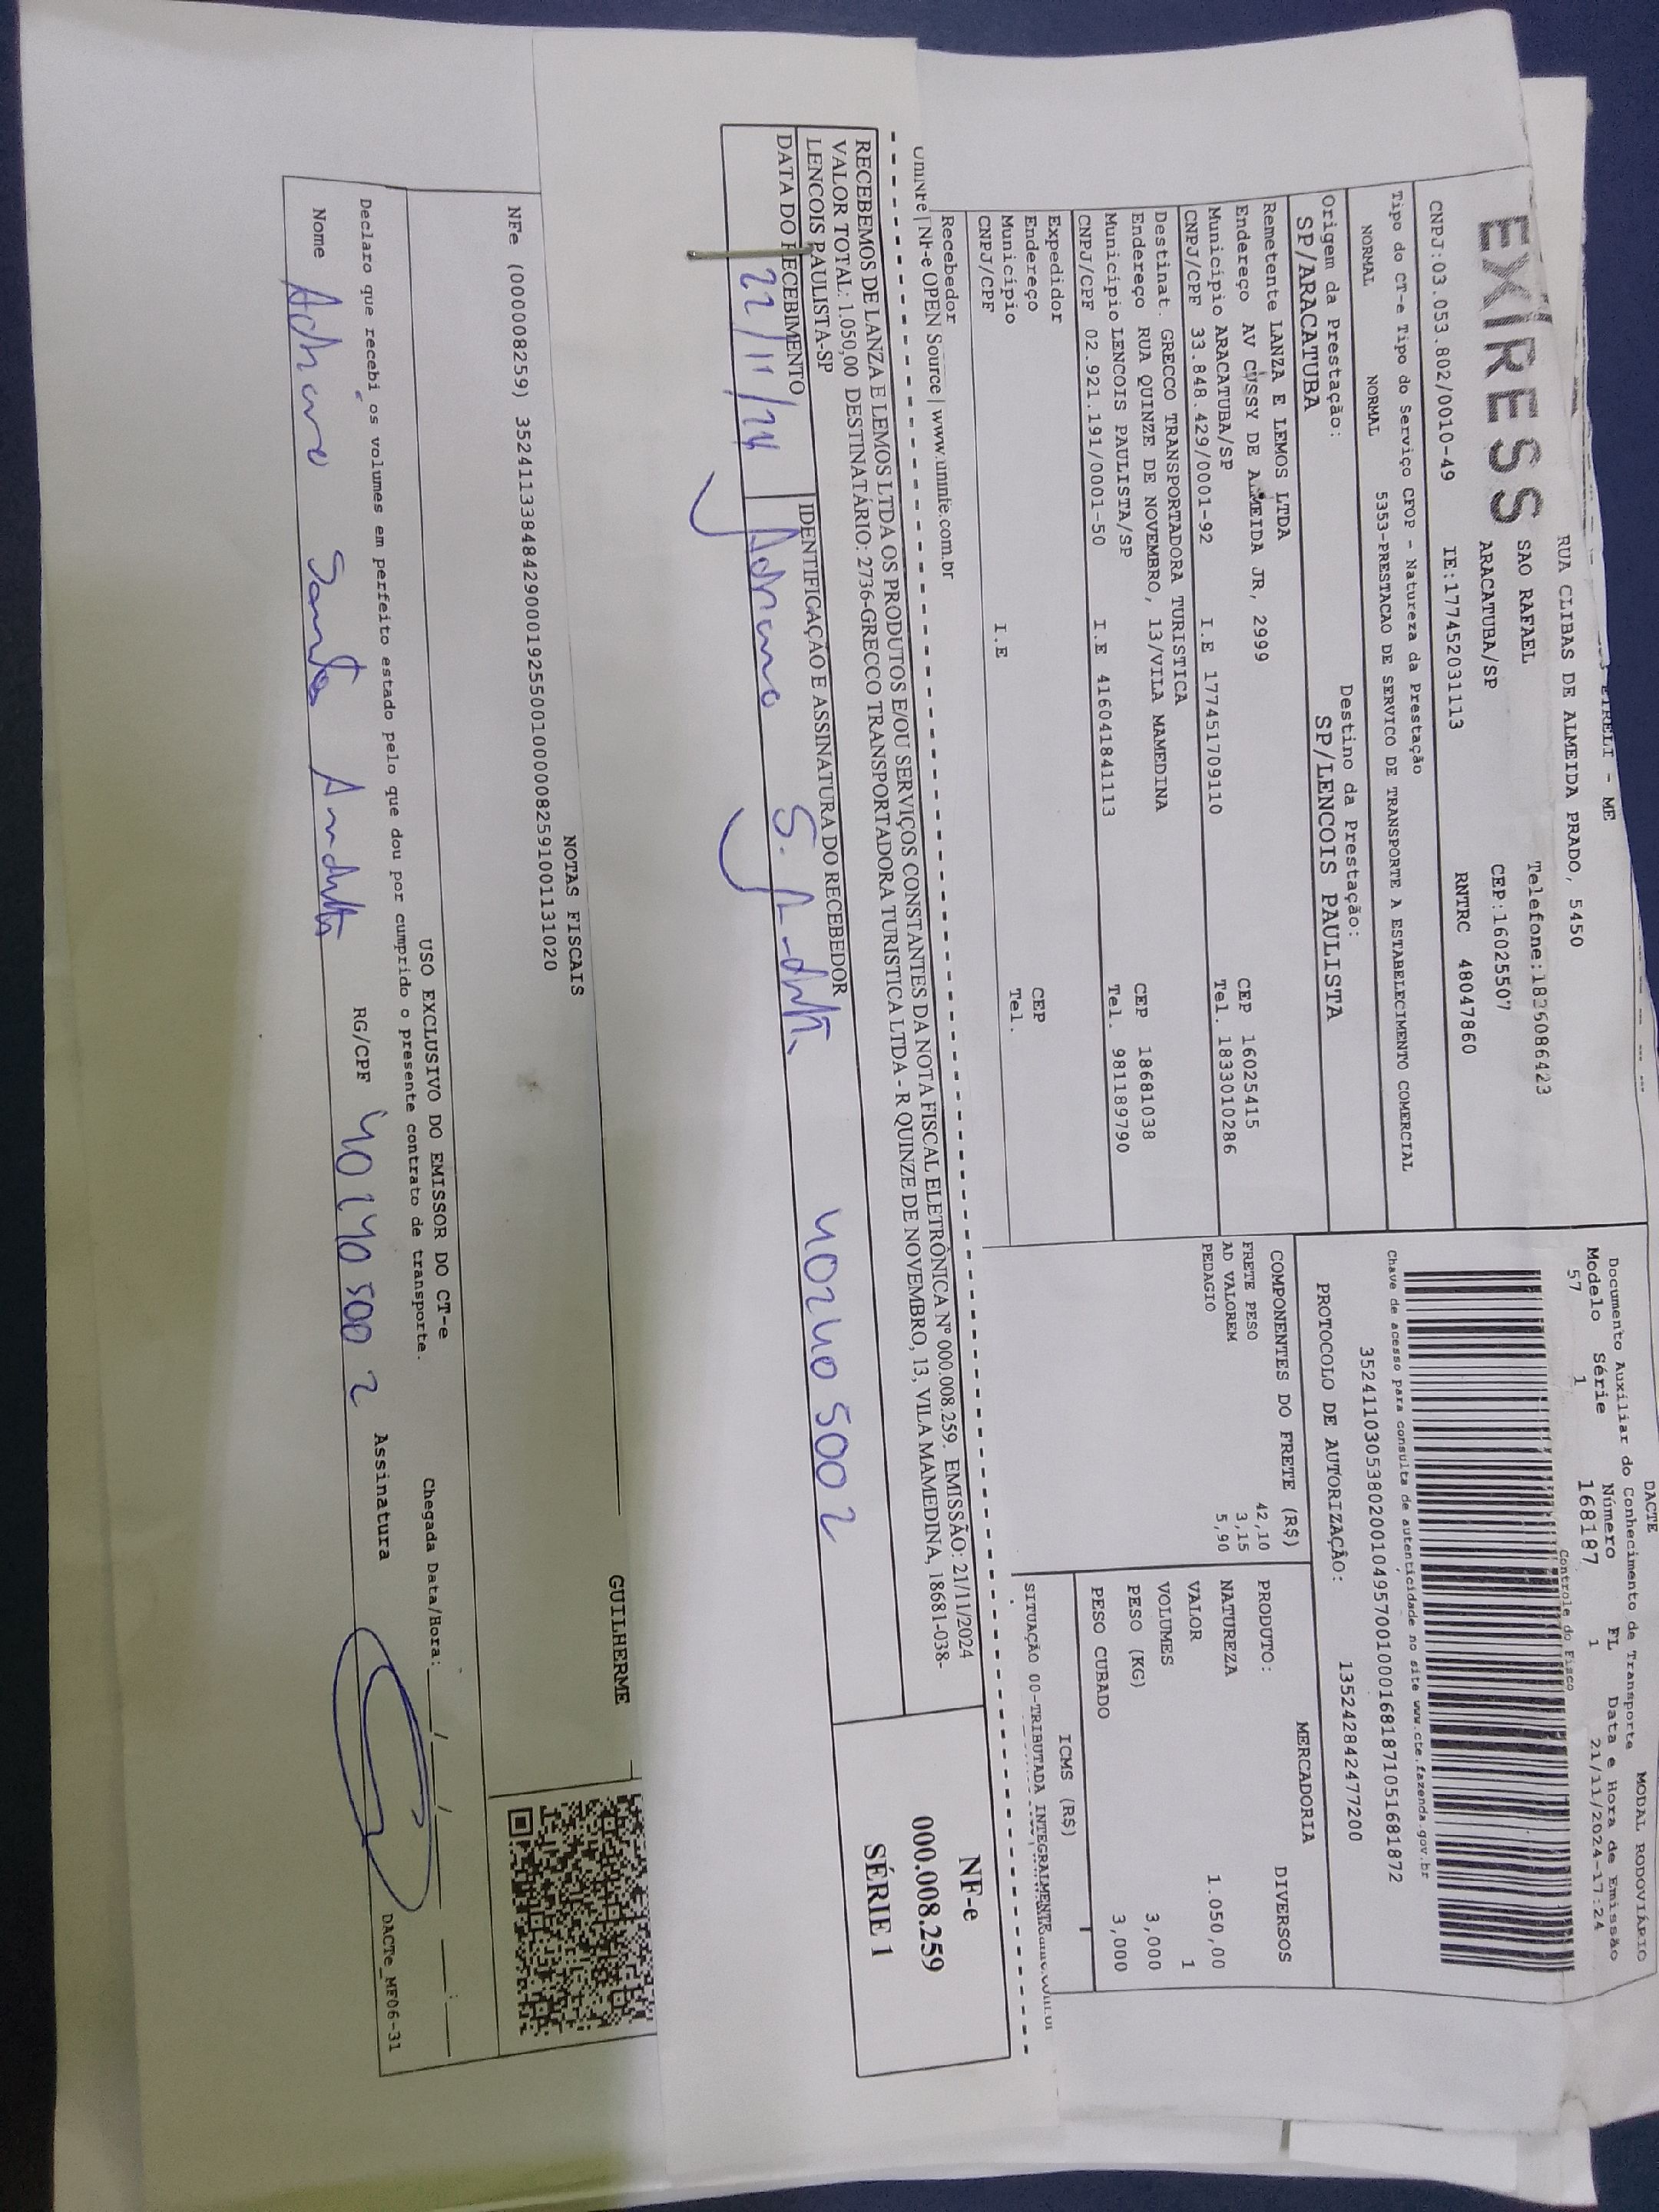 EIRELI - ME
RUA CLIBAS DE ALMEIDA PRADO, 5450
EXPRESS
SAO RAFAEL Telefone:1836086423
ARACATUBA/SP CEP:16025507
CNPJ:03.053.802/0010-49 IE:177452031113 RNTRC 48047860
Tipo do CT-e Tipo do Serviço CFOP - Natureza da Prestação
NORMAL NORMAL 5353-PRESTACAO DE SERVICO DE TRANSPORTE A ESTABELECIMENTO COMERCIAL
Origem da Prestação: Destino da Prestação:
SP/ARACATUBA SP/LENCOIS PAULISTA
Remetente LANZA E LEMOS LTDA
Endereço AV CUSSY DE ALMEIDA JR, 2999 CEP 16025415
Município ARACATUBA/SP Tel. 1833010286
CNPJ/CPF 33.848.429/0001-92 I.E 177451709110
Destinat. GRECCO TRANSPORTADORA TURISTICA
Endereço RUA QUINZE DE NOVEMBRO, 13/VILA MAMEDINA CEP 18681038
Município LENCOIS PAULISTA/SP Tel. 981189790
CNPJ/CPF 02.921.191/0001-50 I.E 416041841113
Expedidor
Endereço CEP
Município Tel.
CNPJ/CPF I.E
Recebedor
DACTE MODAL RODOVIÁRIO
Documento Auxiliar do Conhecimento de Transporte
Modelo Série Número FL Data e Hora de Emissão
57 1 168187 1 21/11/2024-17:24
Controle do Fisco
Chave de acesso para consulta de autenticidade no site www.cte.fazenda.gov.br
35241103053802001049570010001681871051681872
PROTOCOLO DE AUTORIZAÇÃO: 135242842477200
COMPONENTES DO FRETE (R$)
FRETE PESO 42,10
AD VALOREM 3,15
PEDAGIO 5,90
MERCADORIA
PRODUTO: DIVERSOS
NATUREZA
VALOR 1.050,00
VOLUMES 1
PESO (KG) 3,000
PESO CUBADO 3,000
ICMS (R$)
SITUAÇÃO 00-TRIBUTADA INTEGRALMENTE
UniNFe | NF-e OPEN Source | www.uninfe.com.br
RECEBEMOS DE LANZA E LEMOS LTDA OS PRODUTOS E/OU SERVIÇOS CONSTANTES DA NOTA FISCAL ELETRÔNICA Nº 000.008.259. EMISSÃO: 21/11/2024
VALOR TOTAL: 1.050,00 DESTINATÁRIO: 2736-GRECCO TRANSPORTADORA TURISTICA LTDA - R QUINZE DE NOVEMBRO, 13, VILA MAMEDINA, 18681-038-
LENCOIS PAULISTA-SP
DATA DO RECEBIMENTO IDENTIFICAÇÃO E ASSINATURA DO RECEBEDOR
22/11/24 Adriano S. 402405002
NF-e
000.008.259
SÉRIE 1
GUILHERME
NOTAS FISCAIS
NFe (000008259) 35241133848429000192550010000082591001131020
USO EXCLUSIVO DO EMISSOR DO CT-e
Chegada Data/Hora:____/____/____ ____:____
Declaro que recebi os volumes em perfeito estado pelo que dou por cumprido o presente contrato de transporte.
Nome Adriano Santos RG/CPF 401405002 Assinatura
DACTe_MF06-31